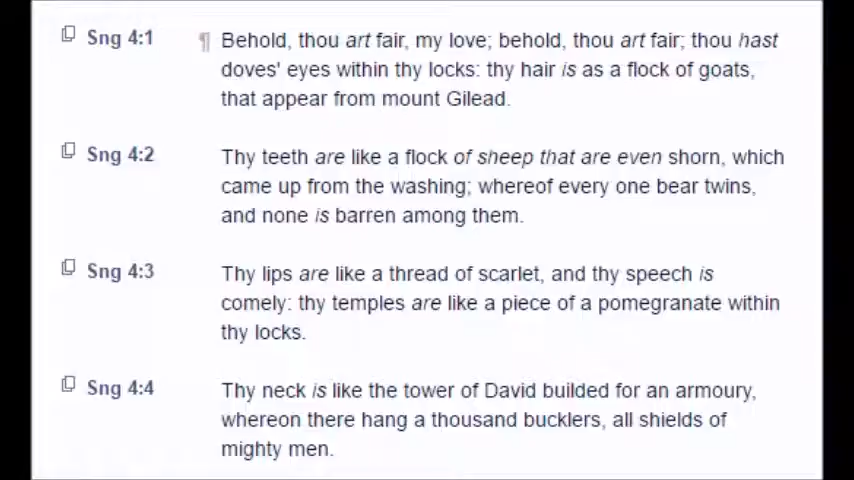 Sng 4:1 ¶ Behold, thou art fair, my love; behold, thou art fair; thou hast
doves' eyes within thy locks: thy hair is as a flock of goats,
that appear from mount Gilead.
Sng 4:2 Thy teeth are like a flock of sheep that are even shorn, which
came up from the washing; whereof every one bear twins,
and none is barren among them.
Sng 4:3 Thy lips are like a thread of scarlet, and thy speech is
comely: thy temples are like a piece of a pomegranate within
thy locks.
Sng 4:4 Thy neck is like the tower of David builded for an armoury,
whereon there hang a thousand bucklers, all shields of
mighty men.